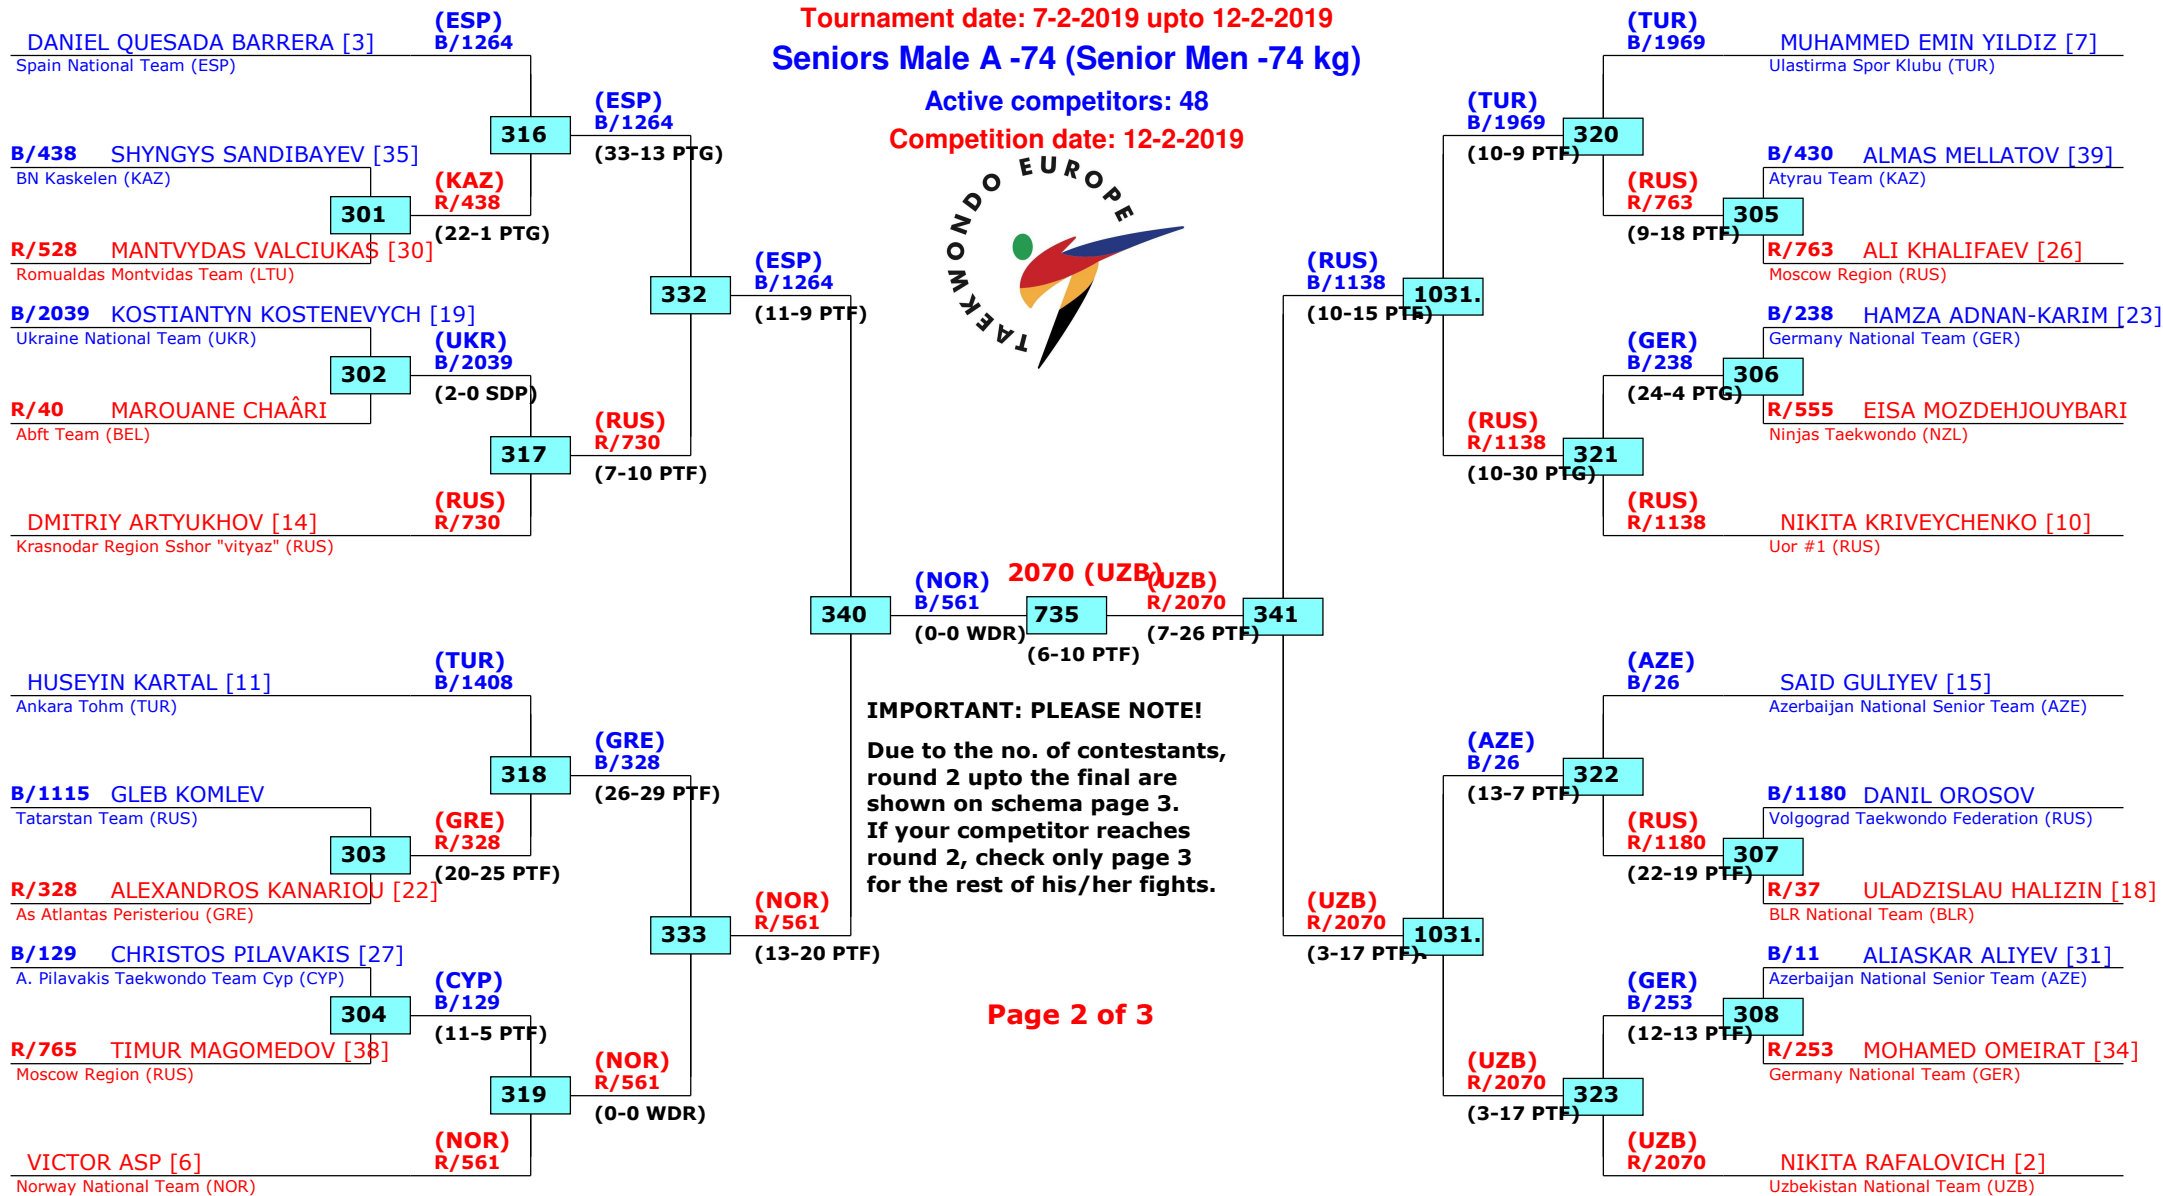 Tournament date: 7-2-2019 upto 12-2-2019
Seniors Male A -74 (Senior Men -74 kg)
Active competitors: 48
Competition date: 12-2-2019
TAEKWONDO EUROPE
DANIEL QUESADA BARRERA [3]
Spain National Team (ESP)
(ESP)
B/1264
316
(ESP)
B/1264
(33-13 PTG)
B/438 SHYNGYS SANDIBAYEV [35]
BN Kaskelen (KAZ)
301
(KAZ)
R/438
(22-1 PTG)
R/528 MANTVYDAS VALCIUKAS [30]
Romualdas Montvidas Team (LTU)
332
(ESP)
B/1264
(11-9 PTF)
B/2039 KOSTIANTYN KOSTENEVYCH [19]
Ukraine National Team (UKR)
302
(UKR)
B/2039
(2-0 SDP)
R/40 MAROUANE CHAÂRI
Abft Team (BEL)
317
(RUS)
R/730
(7-10 PTF)
(RUS)
R/730
DMITRIY ARTYUKHOV [14]
Krasnodar Region Sshor "vityaz" (RUS)
340
(NOR)
B/561
(0-0 WDR)
2070 (UZB)
735
(6-10 PTF)
(UZB)
R/2070
(7-26 PTF)
341
HUSEYIN KARTAL [11]
Ankara Tohm (TUR)
(TUR)
B/1408
318
(GRE)
B/328
(26-29 PTF)
B/1115 GLEB KOMLEV
Tatarstan Team (RUS)
303
(GRE)
R/328
(20-25 PTF)
R/328 ALEXANDROS KANARIOU [22]
As Atlantas Peristeriou (GRE)
333
(NOR)
R/561
(13-20 PTF)
B/129 CHRISTOS PILAVAKIS [27]
A. Pilavakis Taekwondo Team Cyp (CYP)
304
(CYP)
B/129
(11-5 PTF)
R/765 TIMUR MAGOMEDOV [38]
Moscow Region (RUS)
319
(NOR)
R/561
(0-0 WDR)
(NOR)
R/561
VICTOR ASP [6]
Norway National Team (NOR)
IMPORTANT: PLEASE NOTE!
Due to the no. of contestants,
round 2 upto the final are
shown on schema page 3.
If your competitor reaches
round 2, check only page 3
for the rest of his/her fights.
Page 2 of 3
(TUR)
B/1969
MUHAMMED EMIN YILDIZ [7]
Ulastirma Spor Klubu (TUR)
(TUR)
B/1969
(10-9 PTF)
320
B/430 ALMAS MELLATOV [39]
Atyrau Team (KAZ)
(RUS)
R/763
(9-18 PTF)
305
R/763 ALI KHALIFAEV [26]
Moscow Region (RUS)
(RUS)
B/1138
(10-15 PTF)
1031.
B/238 HAMZA ADNAN-KARIM [23]
Germany National Team (GER)
(GER)
B/238
(24-4 PTG)
306
R/555 EISA MOZDEHJOUYBARI
Ninjas Taekwondo (NZL)
(RUS)
R/1138
(10-30 PTG)
321
(RUS)
R/1138
NIKITA KRIVEYCHENKO [10]
Uor #1 (RUS)
(AZE)
B/26
SAID GULIYEV [15]
Azerbaijan National Senior Team (AZE)
(AZE)
B/26
(13-7 PTF)
322
B/1180 DANIL OROSOV
Volgograd Taekwondo Federation (RUS)
(RUS)
R/1180
(22-19 PTF)
307
R/37 ULADZISLAU HALIZIN [18]
BLR National Team (BLR)
(UZB)
R/2070
(3-17 PTF)
1031.
B/11 ALIASKAR ALIYEV [31]
Azerbaijan National Senior Team (AZE)
(GER)
B/253
(12-13 PTF)
308
R/253 MOHAMED OMEIRAT [34]
Germany National Team (GER)
(UZB)
R/2070
(3-17 PTF)
323
(UZB)
R/2070
NIKITA RAFALOVICH [2]
Uzbekistan National Team (UZB)